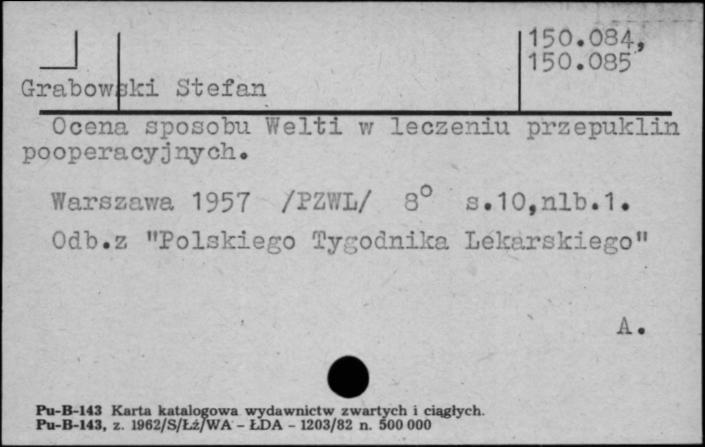 150.084,
150.085
Grabowski Stefan
Ocena sposobu Welti w leczeniu przepuklin
pooperacyjnych.
Warszawa 1957 /PZWL/ 8° s.10,nlb.1.
Odb.z "Polskiego Tygodnika Lekarskiego"
A.
Pu-B-143 Karta katalogowa wydawnictw zwartych i ciągłych.
Pu-B-143, z. 1962/S/Łż/WA - ŁDA - 1203/82 n. 500 000